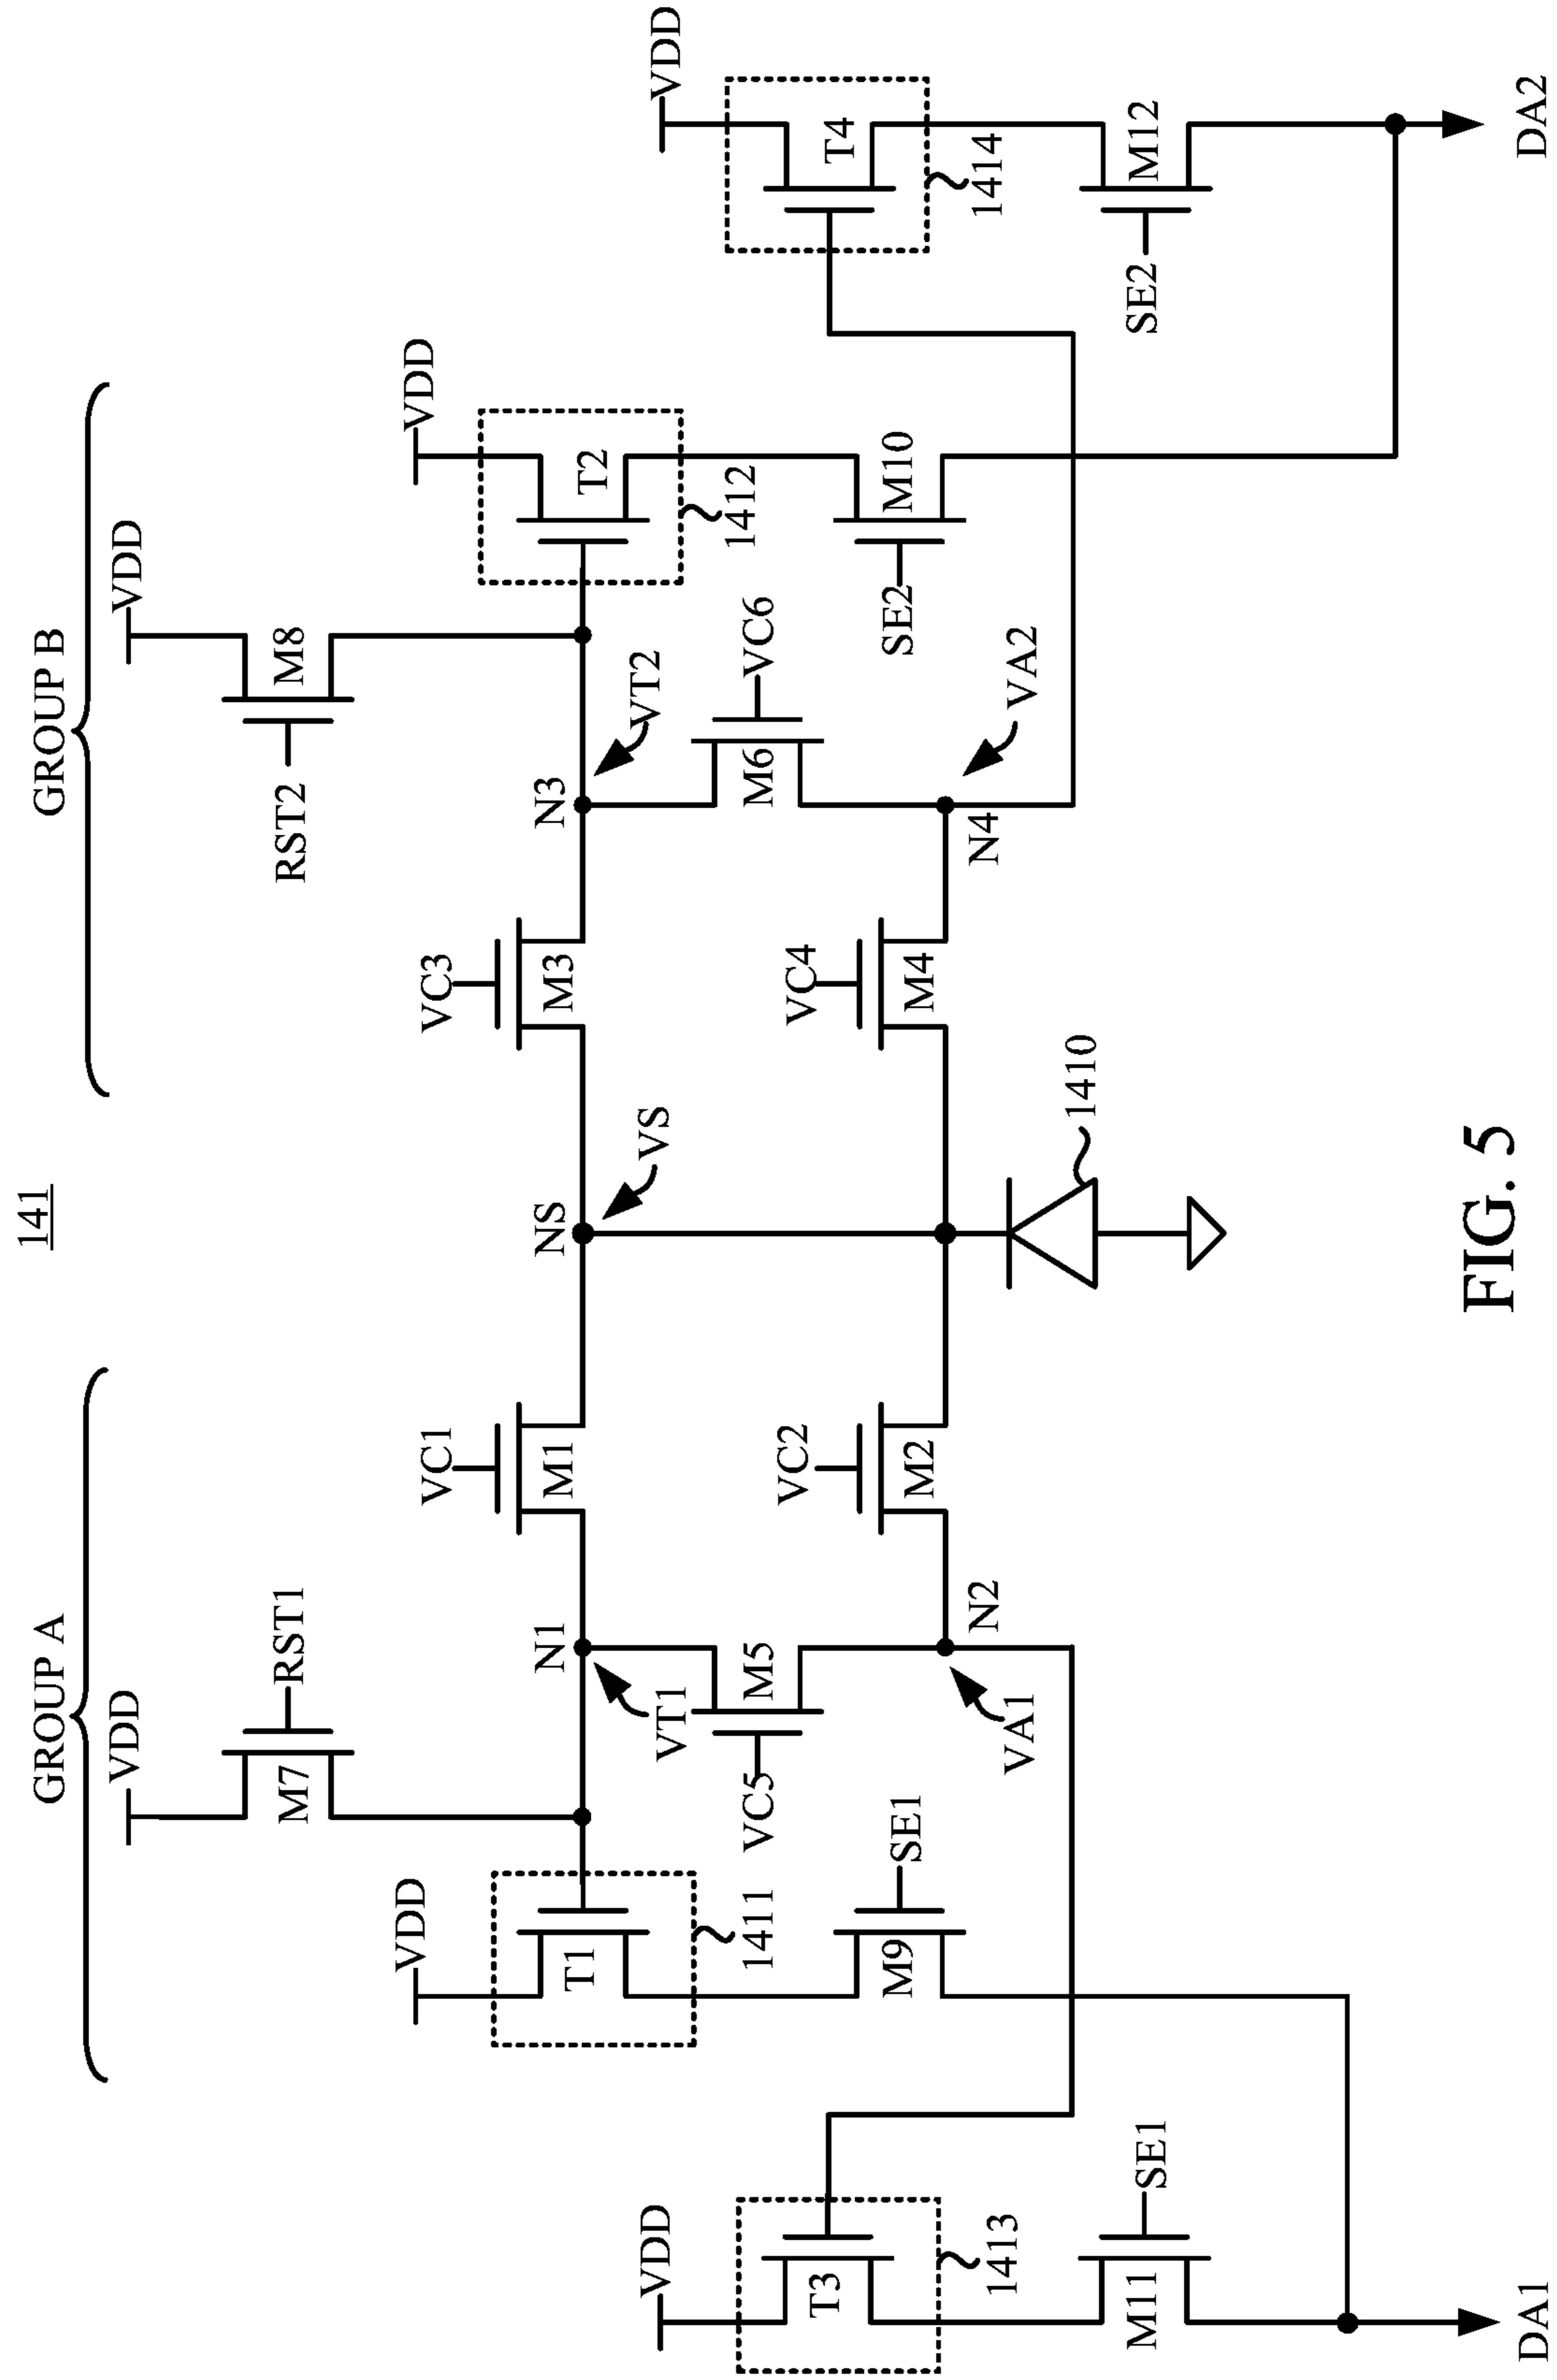 141
GROUP A
GROUP B
VDD
VDD
M7
RST1
RST2
M8
VDD
VC1
VC3
VDD
N1
NS
N3
T1
M1
M3
T2
VT1
VS
VT2
VDD
VDD
1411
1412
VC5
M5
VC2
VC4
M6
VC6
T3
T4
M9
SE1
M2
M4
SE2
M10
1413
N2
N4
1414
VA1
VA2
1410
M11
SE1
SE2
M12
DA1
DA2
FIG. 5